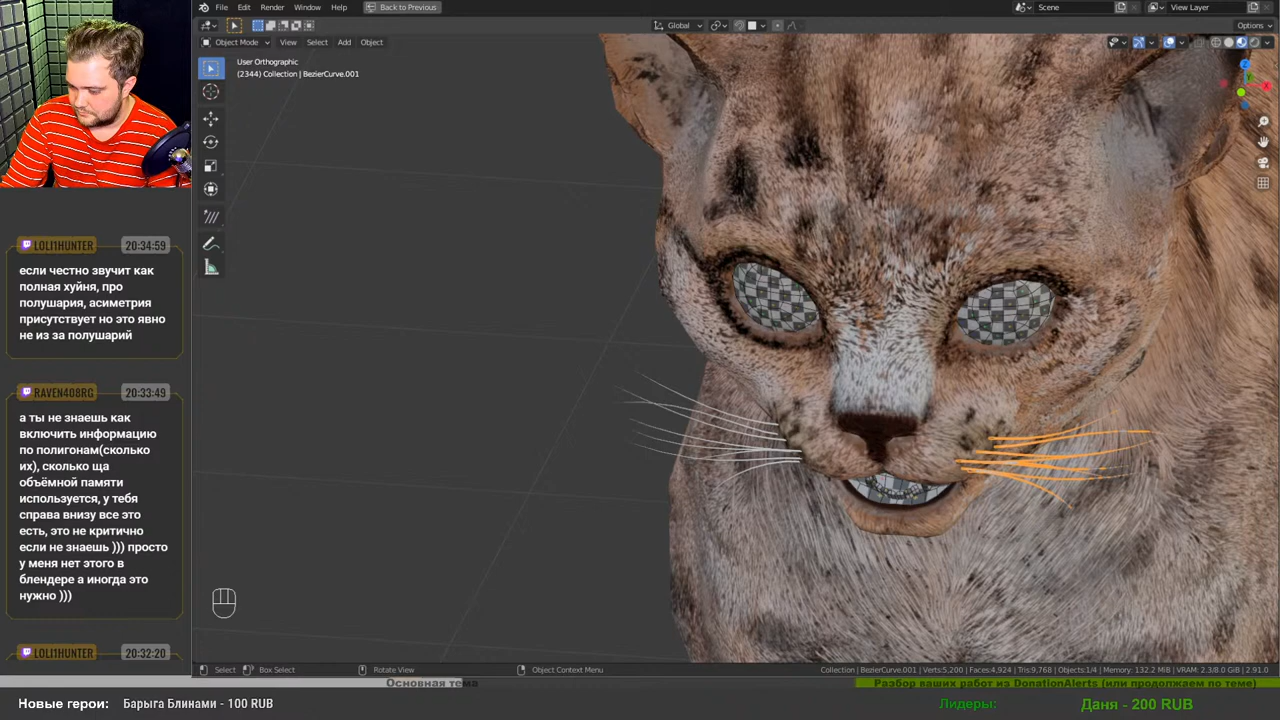 File Edit Render Window Help Back to Previous Scene View Layer
Global Options
Object Mode View Select Add Object
User Orthographic
(2344) Collection | BezierCurve.001
LOLI1HUNTER 20:34:59
если честно звучит как
полная хуйня, про
полушария, асиметрия
присутствует но это явно
не из за полушарий
RAVEN408RG 20:33:49
а ты не знаешь как
включить информацию
по полигонам(сколько
их), сколько ща
объёмной памяти
используется, у тебя
справа внизу все это
есть, это не критично
если не знаешь ))) просто
у меня нет этого в
блендере а иногда это
нужно )))
LOLI1HUNTER 20:32:20
Select Box Select Rotate View Object Context Menu Collection | BezierCurve.001 | Verts:5,200 | Faces:4,924 | Tris:9,768 | Objects:1/4 | Memory: 132.2 MiB | VRAM: 2.3/8.0 GiB | 2.91.0
Основная тема Разбор ваших работ из DonationAlerts (или продолжаем по теме)
Новые герои: Барыга Блинами - 100 RUB Лидеры: Даня - 200 RUB